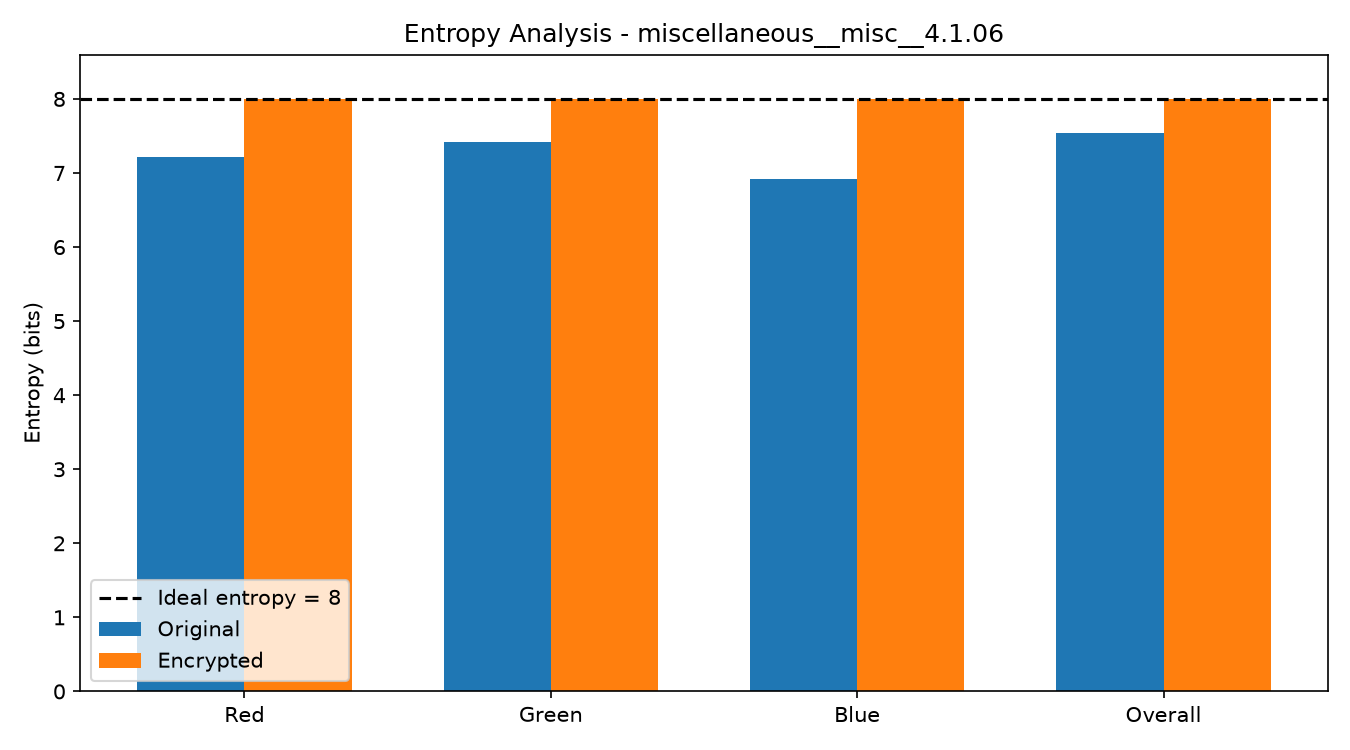 Entropy Analysis - miscellaneous__misc__4.1.06
Entropy (bits)
8
7
6
5
4
3
2
1
0
Ideal entropy = 8
Original
Encrypted
Red
Green
Blue
Overall